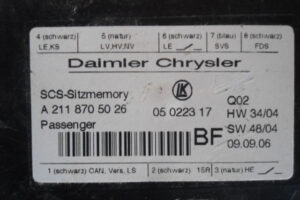 4 (schwarz) 5 (natur) 6 (schwarz) 7 (blau) 8 (schwarz)
LE,KS LV,HV,NV LE SVS FDS
Daimler Chrysler
SCS-Sitzmemory LK Q02
A 211 870 50 26 05 0223 17 HW 34/04
Passenger BF SW 48/04
09.09.06
1 (schwarz) CAN, Vers, LS 2 (schwarz) 15R 3 (natur) HE